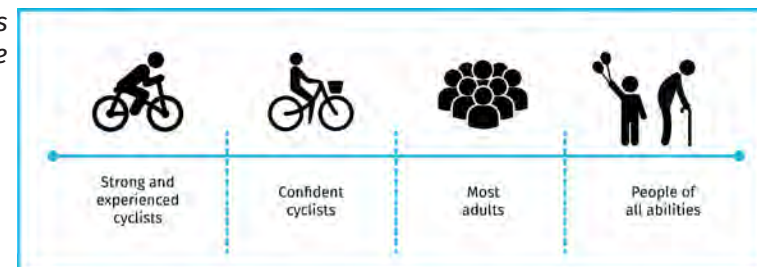 s
e
Strong and
experienced
cyclists
Confident
cyclists
Most
adults
People of
all abilities